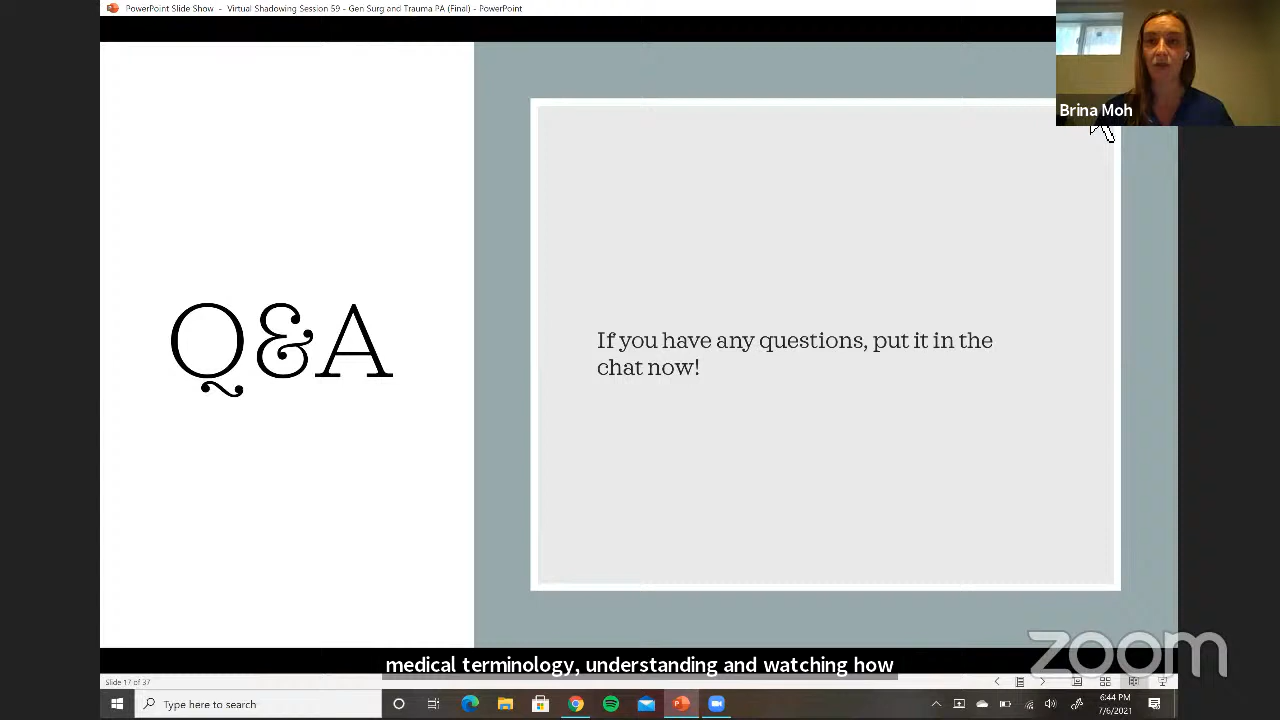 PowerPoint Slide Show - Virtual Shadowing Session 59 - Gen Surg and Trauma PA (Final) - PowerPoint
Brina Moh
Q&A
If you have any questions, put it in the
chat now!
zoom
medical terminology, understanding and watching how
Slide 17 of 37
Type here to search
6:44 PM
7/6/2021